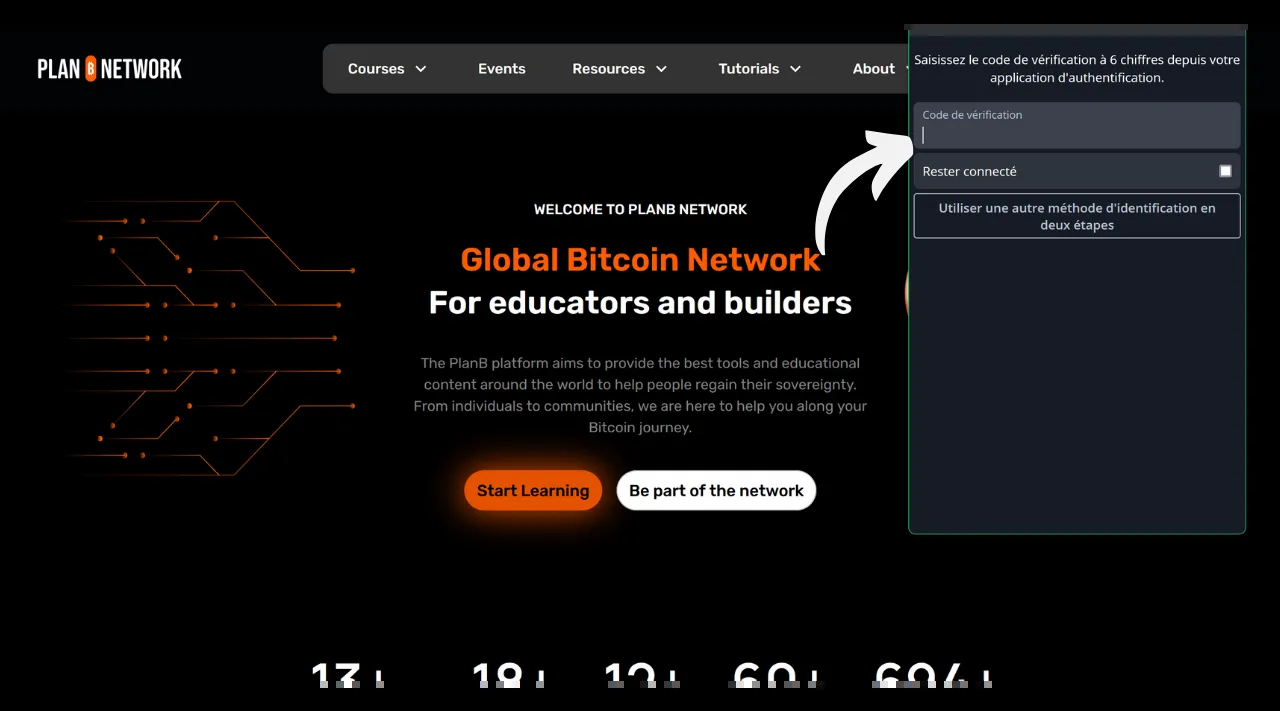 PLAN B NETWORK
Courses
Events
Resources
Tutorials
About
Saisissez le code de vérification à 6 chiffres depuis votre
application d'authentification.
Code de vérification
Rester connecté
Utiliser une autre méthode d'identification en
deux étapes
WELCOME TO PLANB NETWORK
Global Bitcoin Network
For educators and builders
The PlanB platform aims to provide the best tools and educational
content around the world to help people regain their sovereignty.
From individuals to communities, we are here to help you along your
Bitcoin journey.
Start Learning
Be part of the network